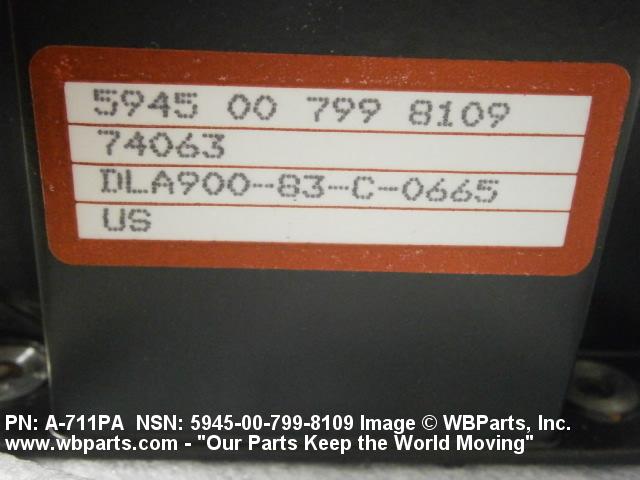 5945 00 799 8109
74063
DLA900-83-C-0665
US
PN: A-711PA  NSN: 5945-00-799-8109 Image © WBParts, Inc.
www.wbparts.com - "Our Parts Keep the World Moving"